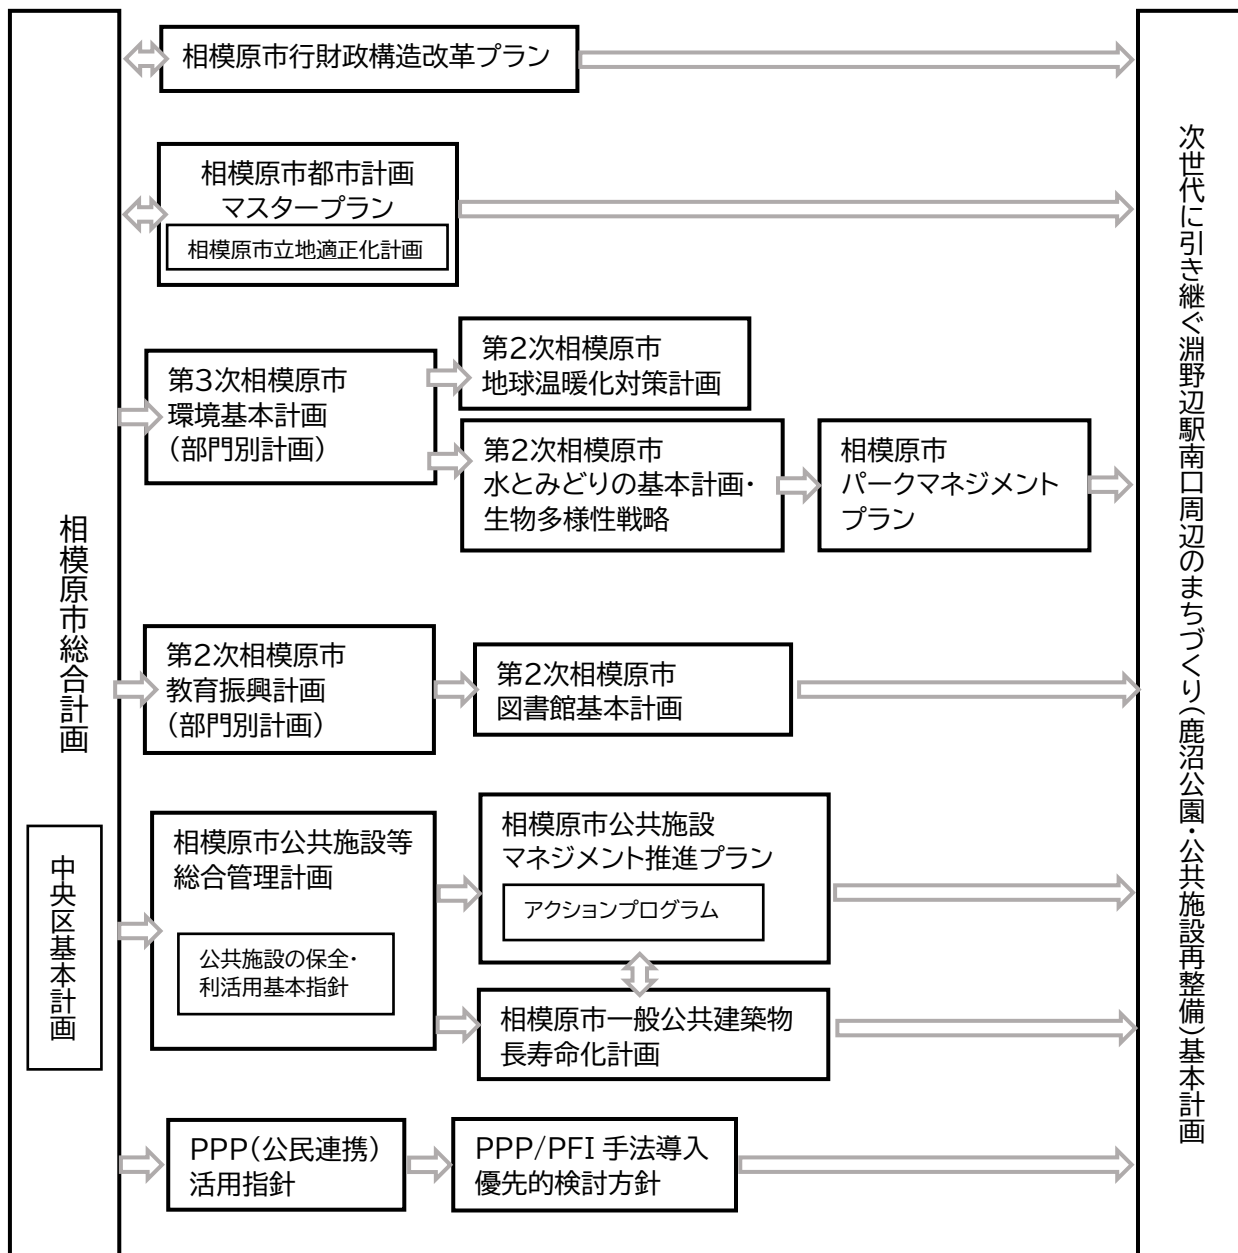 相模原市総合計画
中央区基本計画
相模原市行財政構造改革プラン
相模原市都市計画
マスタープラン
相模原市立地適正化計画
第3次相模原市
環境基本計画
(部門別計画)
第2次相模原市
地球温暖化対策計画
第2次相模原市
水とみどりの基本計画・
生物多様性戦略
相模原市
パークマネジメント
プラン
第2次相模原市
教育振興計画
(部門別計画)
第2次相模原市
図書館基本計画
相模原市公共施設等
総合管理計画
公共施設の保全・
利活用基本指針
相模原市公共施設
マネジメント推進プラン
アクションプログラム
相模原市一般公共建築物
長寿命化計画
PPP(公民連携)
活用指針
PPP/PFI 手法導入
優先的検討方針
次世代に引き継ぐ淵野辺駅南口周辺のまちづくり(鹿沼公園・公共施設再整備)基本計画